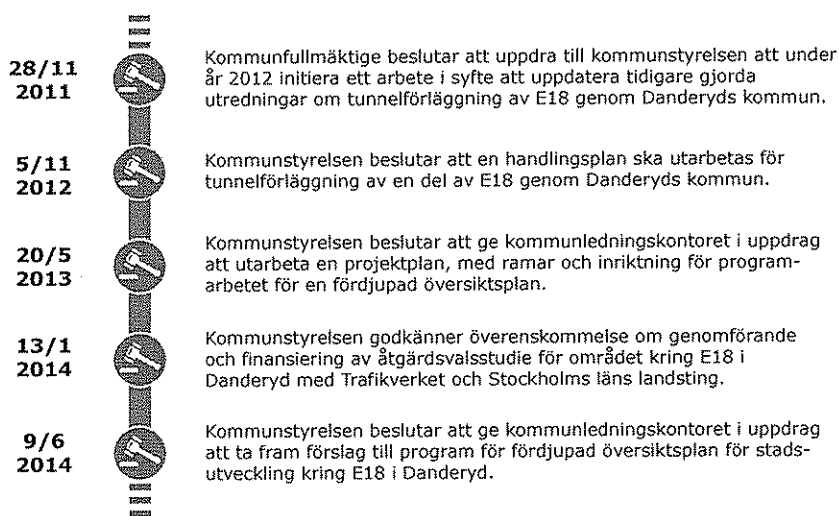 28/11
2011
Kommunfullmäktige beslutar att uppdra till kommunstyrelsen att under
år 2012 initiera ett arbete i syfte att uppdatera tidigare gjorda
utredningar om tunnelförläggning av E18 genom Danderyds kommun.
5/11
2012
Kommunstyrelsen beslutar att en handlingsplan ska utarbetas för
tunnelförläggning av en del av E18 genom Danderyds kommun.
20/5
2013
Kommunstyrelsen beslutar att ge kommunledningskontoret i uppdrag
att utarbeta en projektplan, med ramar och inriktning för program-
arbetet för en fördjupad översiktsplan.
13/1
2014
Kommunstyrelsen godkänner överenskommelse om genomförande
och finansiering av åtgärdsvalsstudie för området kring E18 i
Danderyd med Trafikverket och Stockholms läns landsting.
9/6
2014
Kommunstyrelsen beslutar att ge kommunledningskontoret i uppdrag
att ta fram förslag till program för fördjupad översiktsplan för stads-
utveckling kring E18 i Danderyd.